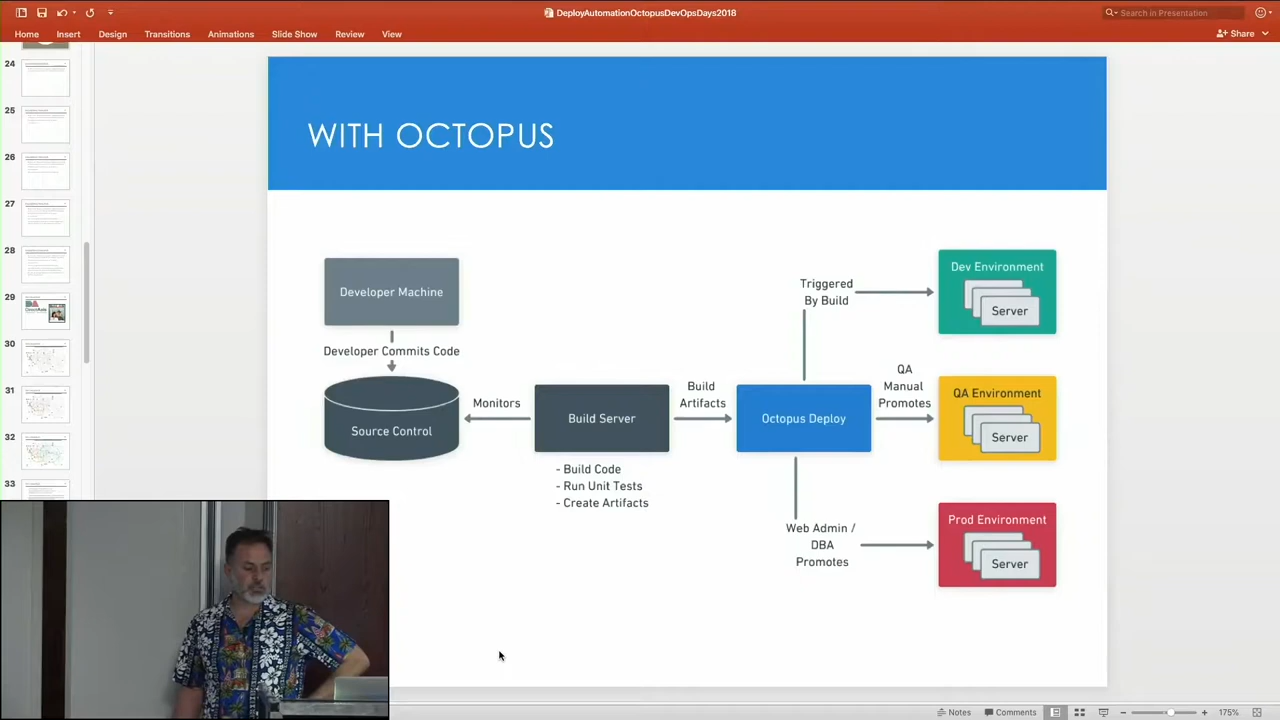 DeployAutomationOctopusDevOpsDays2018
Search in Presentation
Home Insert Design Transitions Animations Slide Show Review View
Share
24
25
26
27
28
29
30
31
32
33
WITH OCTOPUS
Developer Machine
Developer Commits Code
Source Control
Monitors
Build Server
- Build Code
- Run Unit Tests
- Create Artifacts
Build
Artifacts
Octopus Deploy
Triggered
By Build
QA
Manual
Promotes
Web Admin /
DBA
Promotes
Dev Environment
Server
QA Environment
Server
Prod Environment
Server
Notes Comments 175%